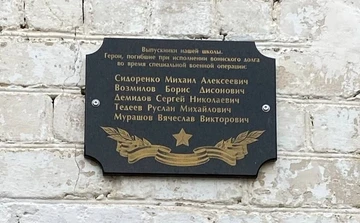 Выпускники нашей школы.
Герои, погибшие при исполнении воинского долга
во время специальной военной операции:
Сидоренко Михаил Алексеевич
Возмилов Борис Дисонович
Демидов Сергей Николаевич
Тедеев Руслан Михайлович
Мурашов Вячеслав Викторович